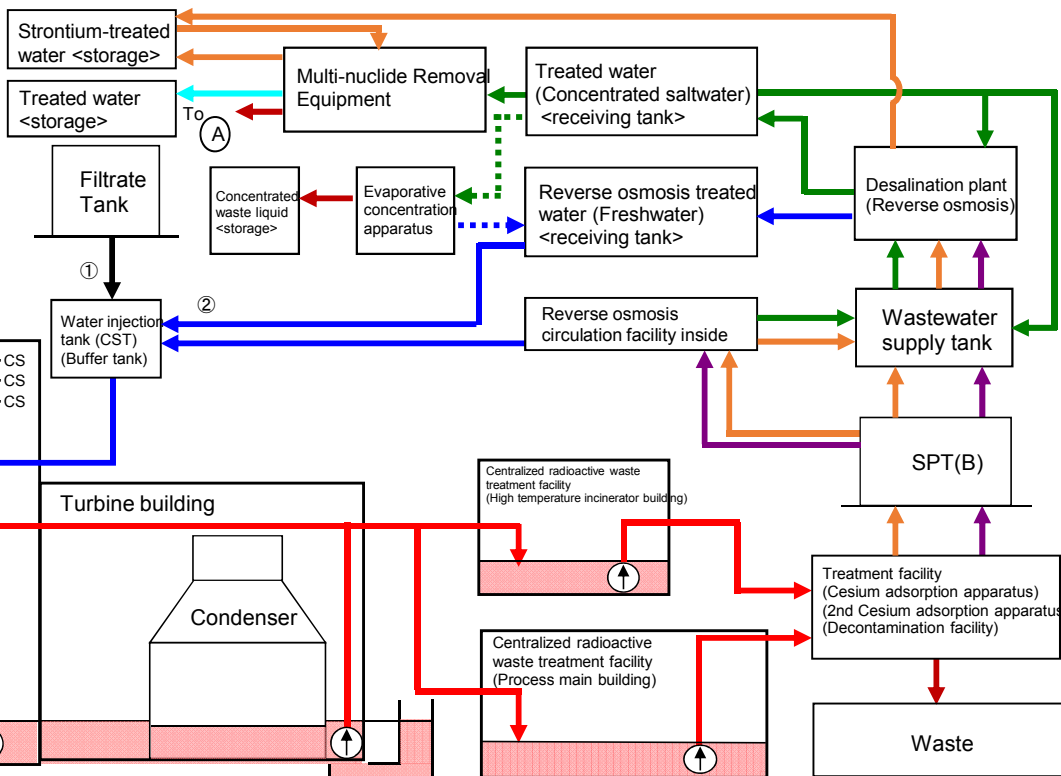 Strontium-treated
water <storage>
Treated water
<storage>
Multi-nuclide Removal
Equipment
To
A
Treated water
(Concentrated saltwater)
<receiving tank>
Filtrate
Tank
Concentrated
waste liquid
<storage>
Evaporative
concentration
apparatus
Reverse osmosis treated
water (Freshwater)
<receiving tank>
Desalination plant
(Reverse osmosis)
①
②
Water injection
tank (CST)
(Buffer tank)
Reverse osmosis
circulation facility inside
Wastewater
supply tank
CS
CS
CS
SPT(B)
Turbine building
Condenser
Centralized radioactive waste
treatment facility
(High temperature incinerator building)
Treatment facility
(Cesium adsorption apparatus)
(2nd Cesium adsorption apparatus
(Decontamination facility)
Centralized radioactive
waste treatment facility
(Process main building)
Waste